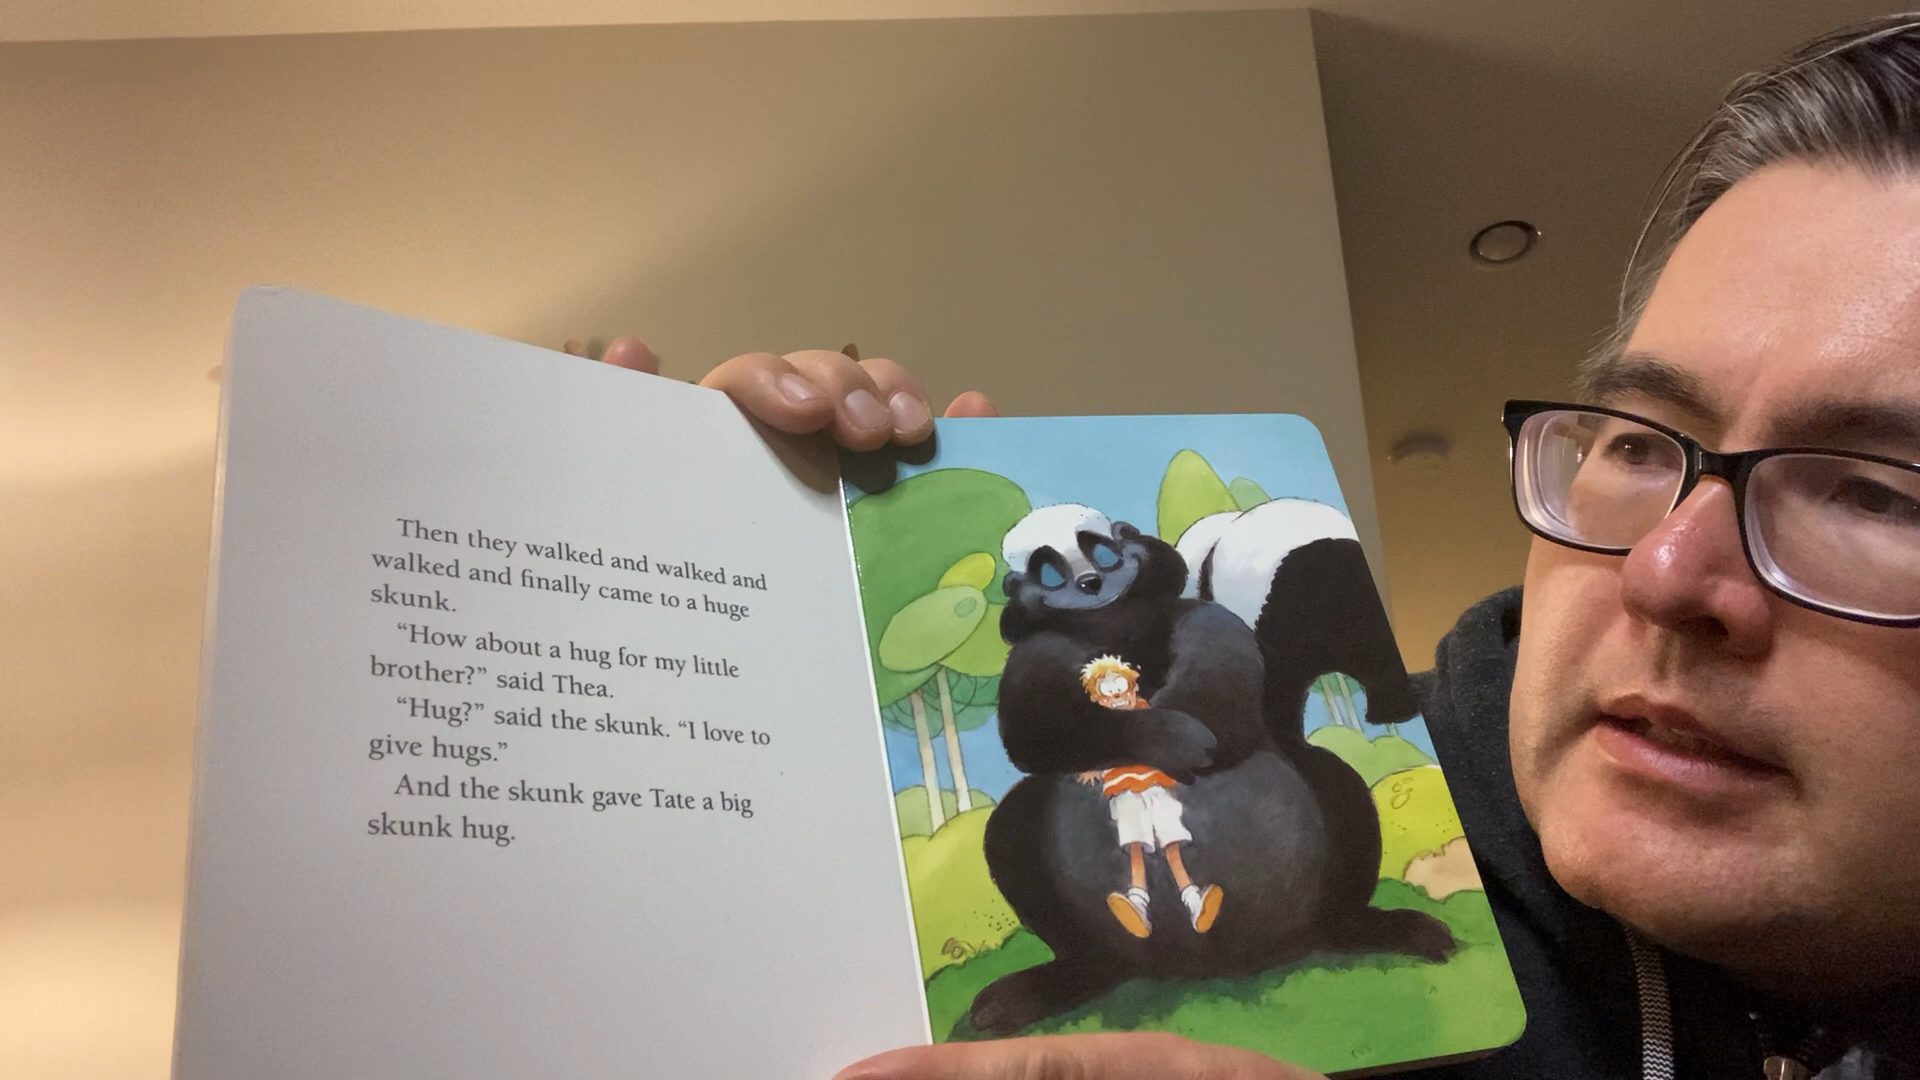 Then they walked and walked and
walked and finally came to a huge
skunk.
“How about a hug for my little
brother?” said Thea.
“Hug?” said the skunk. “I love to
give hugs.”
And the skunk gave Tate a big
skunk hug.